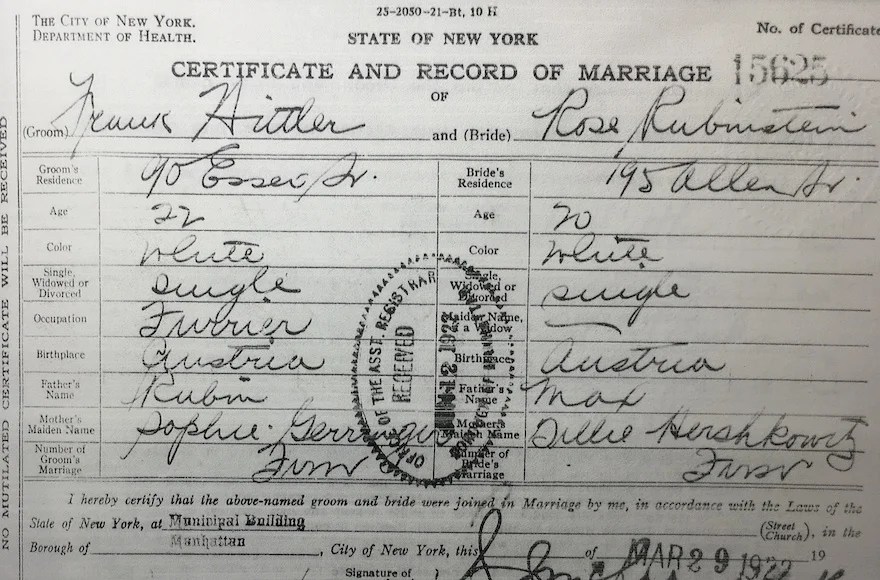 25-2050-21-Bt, 10 H
THE CITY OF NEW YORK.
DEPARTMENT OF HEALTH.
STATE OF NEW YORK
No. of Certificate
CERTIFICATE AND RECORD OF MARRIAGE 15625
OF
(Groom) Frank Hittler and (Bride) Rose Rubinstein
Groom's Residence 90 Essex St. Bride's Residence 195 Allen St.
Age 22 Age 20
Color White Color White
Single, Widowed or Divorced Single Single, Widowed or Divorced Single
Occupation Furrier Maiden Name, if a Widow
Birthplace Austria Birthplace Austria
Father's Name Rubin Father's Name Max
Mother's Maiden Name Sophie Mother's Maiden Name Hershkowitz
Number of Groom's Marriage First Number of Bride's Marriage First
OF THE ASST. REGISTRAR
RECEIVED
I hereby certify that the above-named groom and bride were joined in Marriage by me, in accordance with the Laws of the
State of New York, at Municipal Building (Street Church), in the
Borough of Manhattan, City of New York, this of MAR 29 1922 19
Signature of
NO MUTILATED CERTIFICATE WILL BE RECEIVED